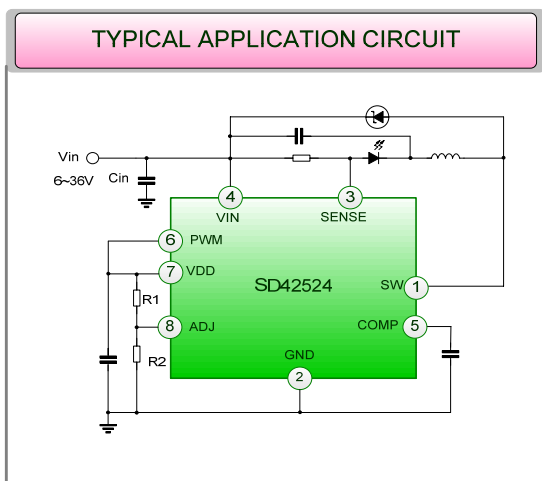 TYPICAL APPLICATION CIRCUIT
Vin
6~36V
Cin
4
VIN
3
SENSE
6 PWM
7 VDD
R1
SD42524
SW 1
8 ADJ
COMP 5
R2
GND
2